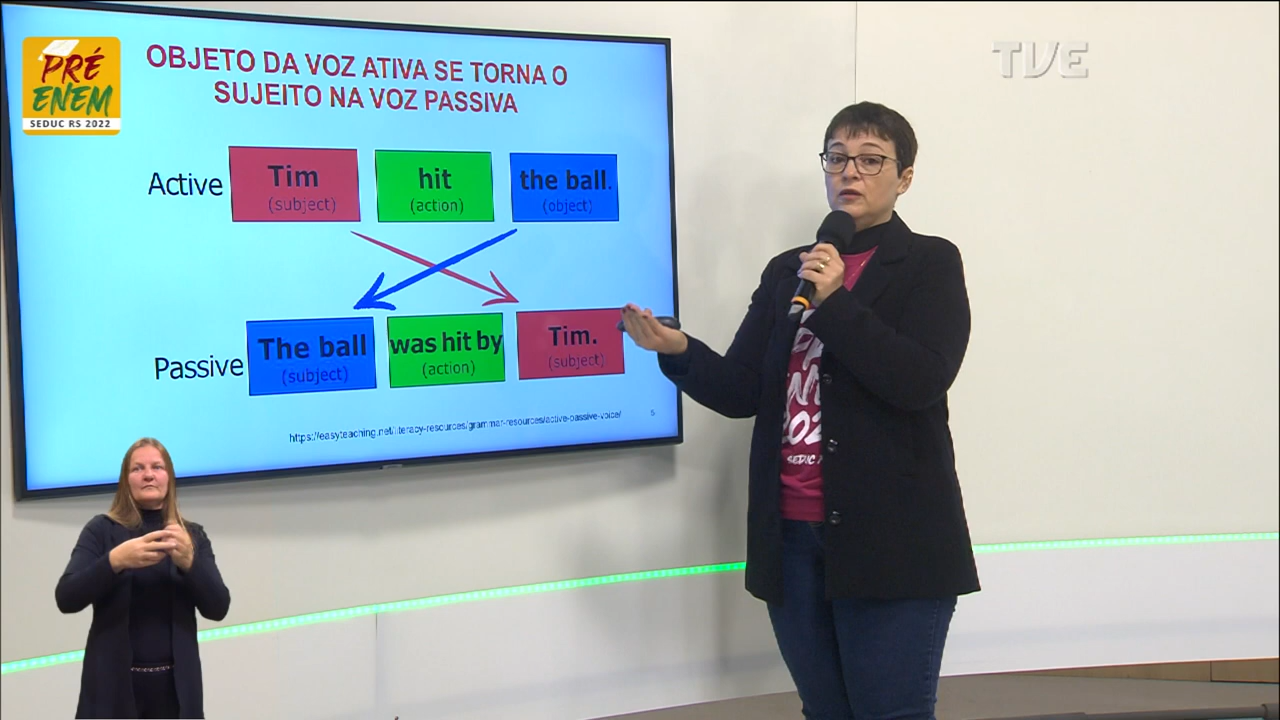 PRÉ
ENEM
SEDUC RS 2022
OBJETO DA VOZ ATIVA SE TORNA O
SUJEITO NA VOZ PASSIVA
TVE
Active
Tim
(subject)
hit
(action)
the ball.
(object)
Passive
The ball
(subject)
was hit by
(action)
Tim.
(subject)
https://easyteaching.net/literacy-resources/grammar-resources/active-passive-voice/
5
SEDUC